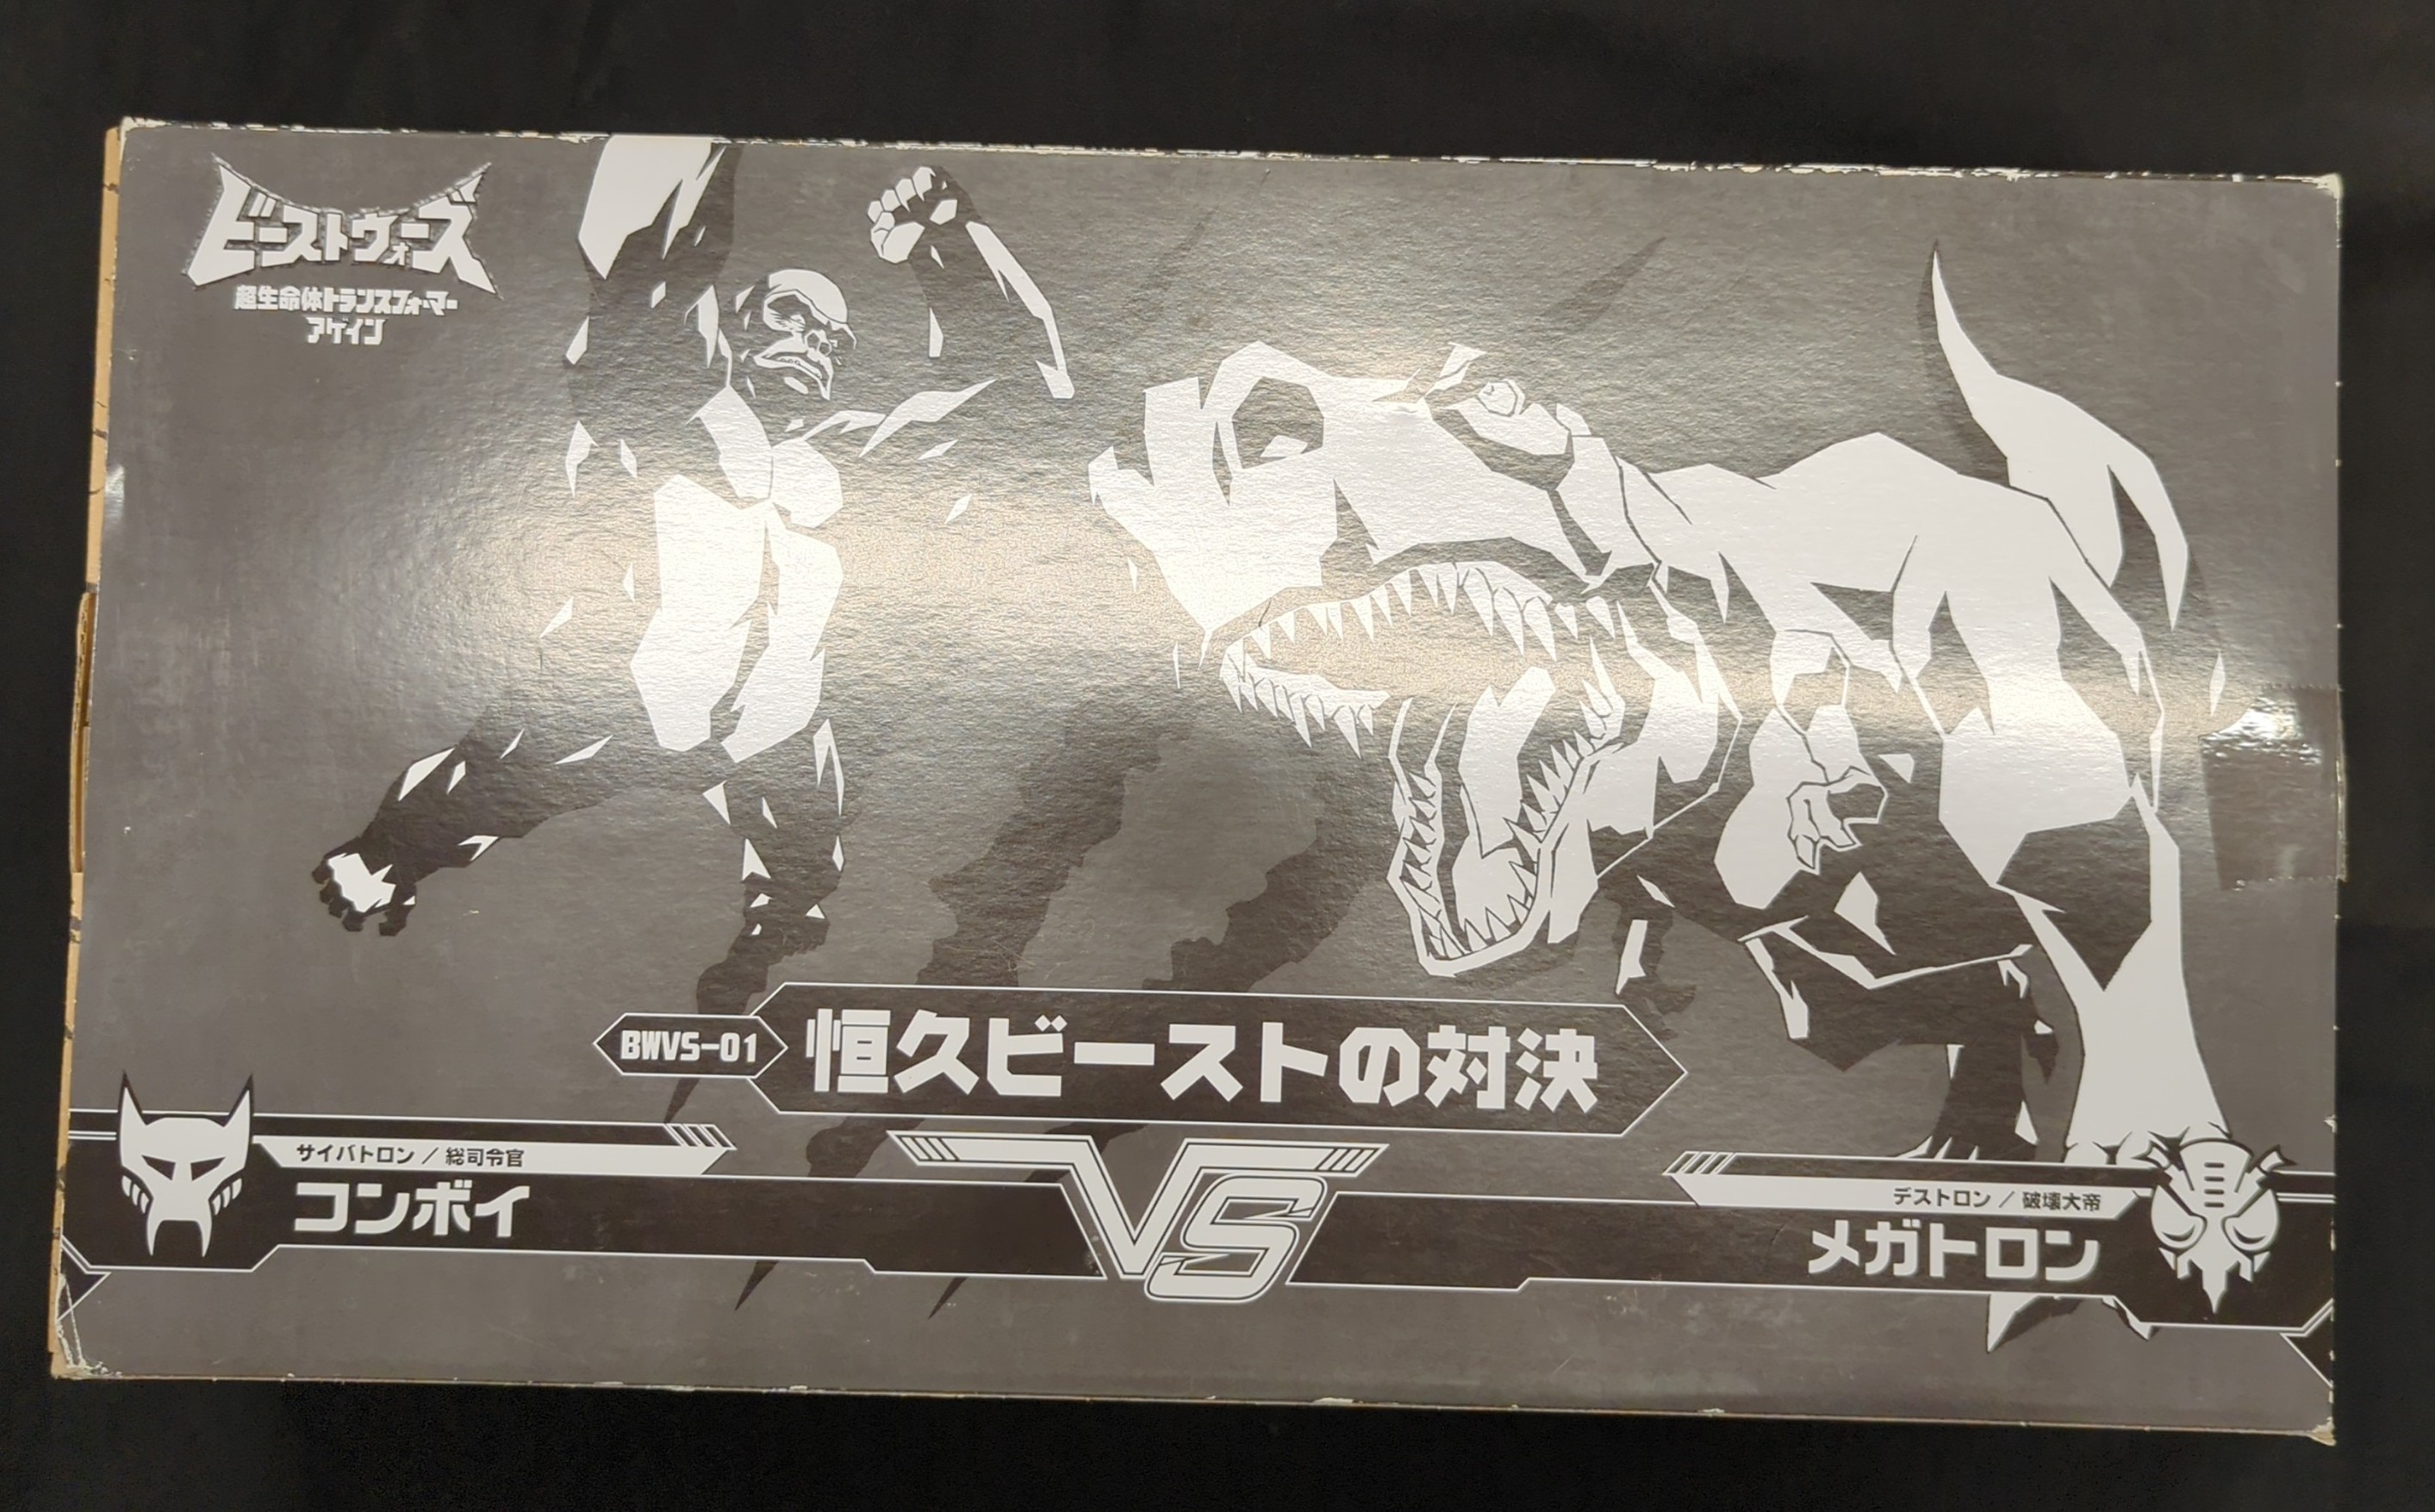 ビーストウォーズ
超生命体トランスフォーマー
アゲイン
BWVS-01
恒久ビーストの対決
サイバトロン／総司令官
コンボイ
VS
デストロン／破壊大帝
メガトロン